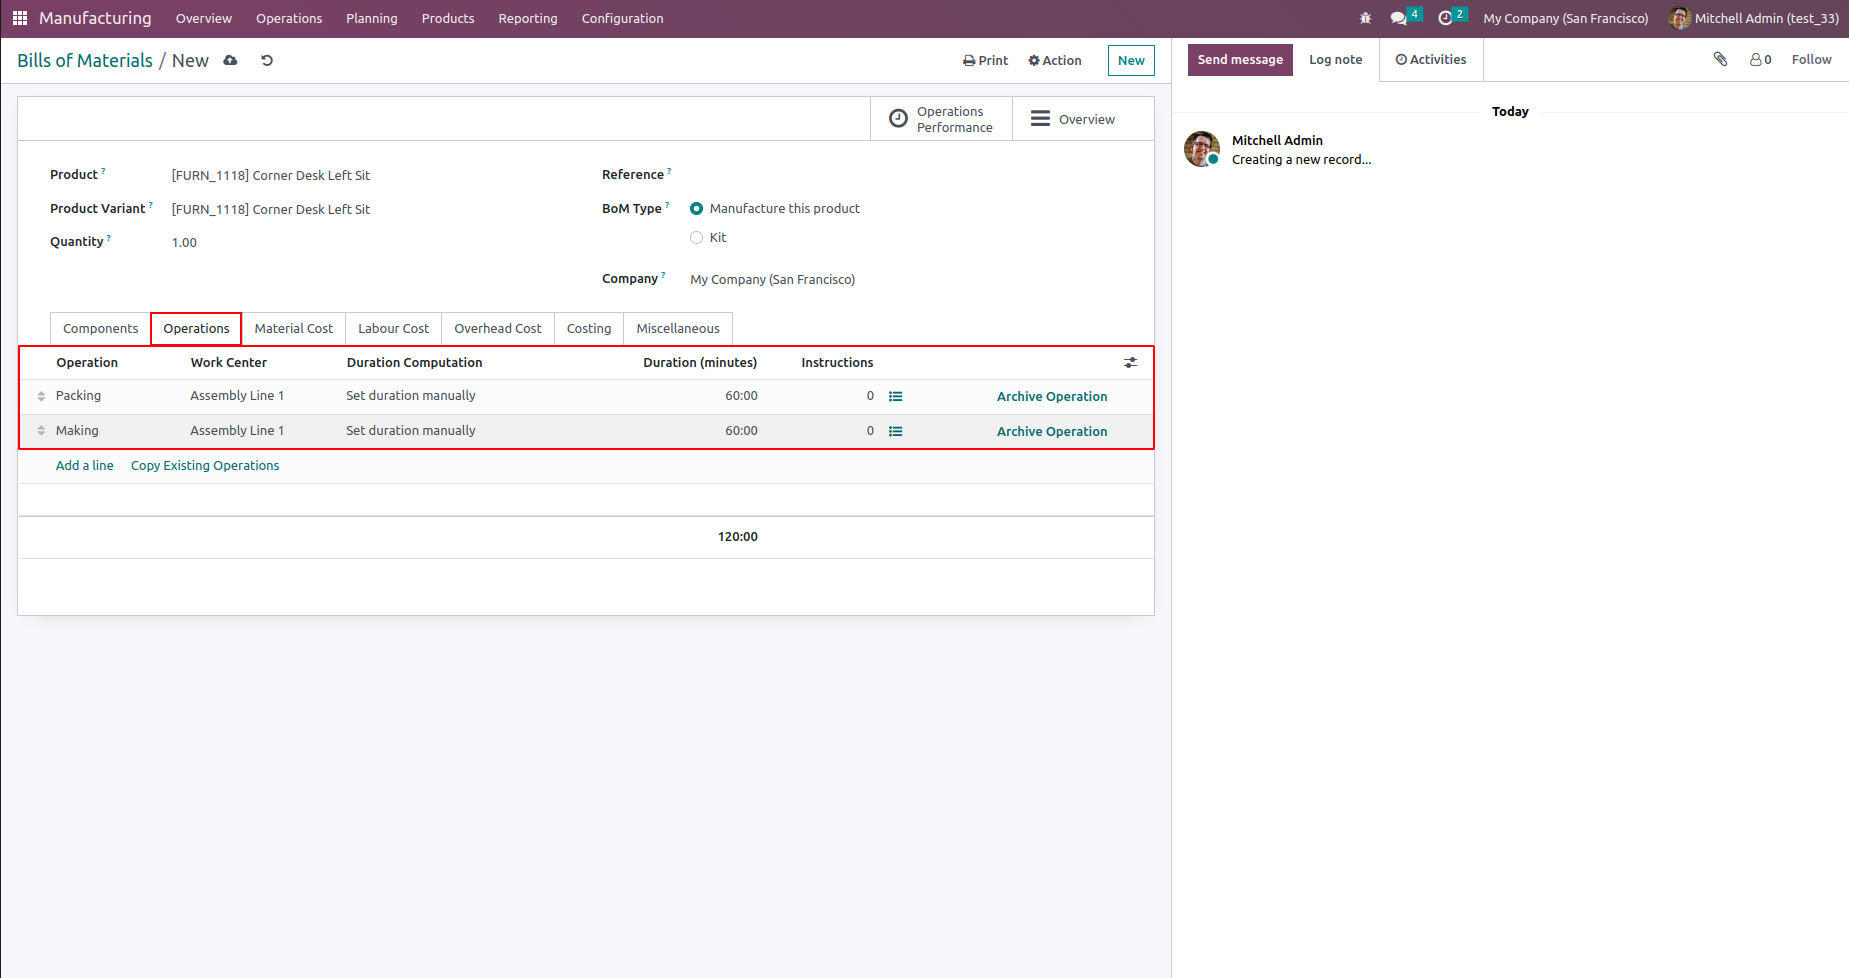 Manufacturing Overview Operations Planning Products Reporting Configuration 4 2 My Company (San Francisco) Mitchell Admin (test_33)
Bills of Materials / New Print Action New
Send message Log note Activities 0 Follow
Operations Performance
Overview
Product ? [FURN_1118] Corner Desk Left Sit
Product Variant ? [FURN_1118] Corner Desk Left Sit
Quantity ? 1.00
Reference ?
BoM Type ? Manufacture this product
Kit
Company ? My Company (San Francisco)
Components Operations Material Cost Labour Cost Overhead Cost Costing Miscellaneous
Operation Work Center Duration Computation Duration (minutes) Instructions
Packing Assembly Line 1 Set duration manually 60:00 0 Archive Operation
Making Assembly Line 1 Set duration manually 60:00 0 Archive Operation
Add a line Copy Existing Operations
120:00
Today
Mitchell Admin
Creating a new record...